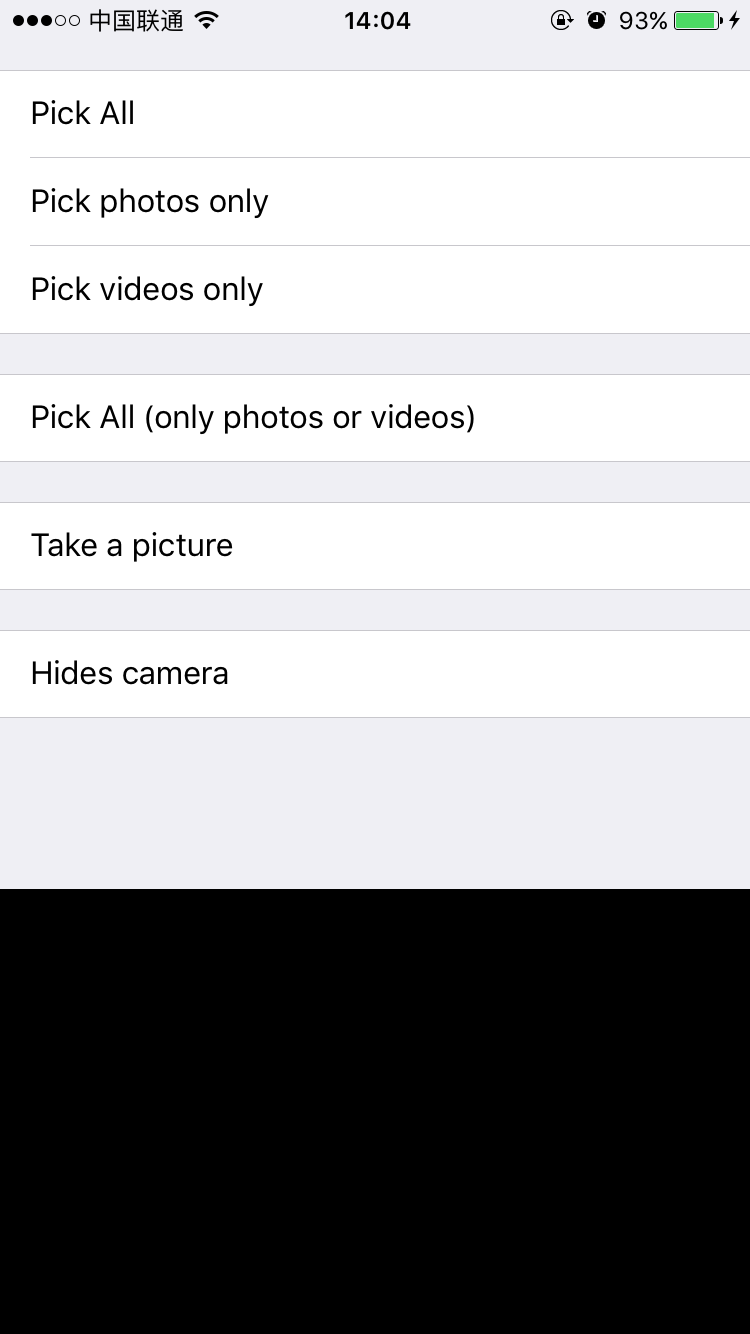 中国联通 14:04 93%
Pick All
Pick photos only
Pick videos only
Pick All (only photos or videos)
Take a picture
Hides camera